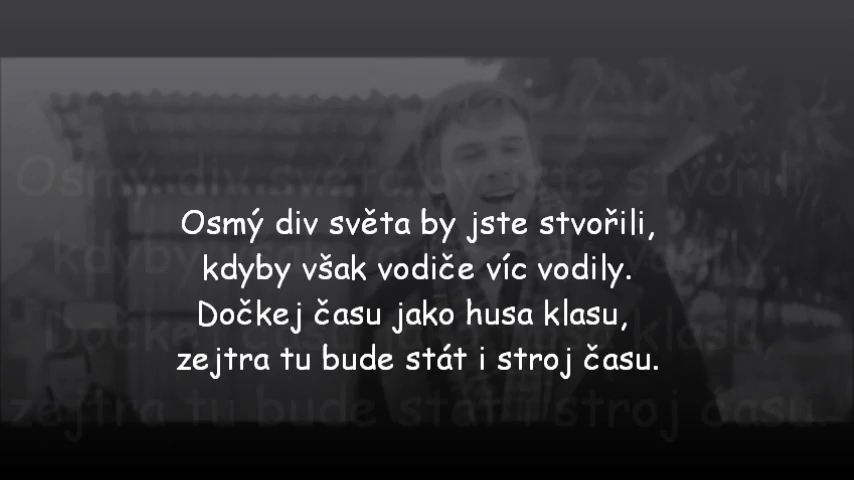 Osmý div světa by jste stvořili,
kdyby však vodiče víc vodily.
Dočkej času jako husa klasu,
zejtra tu bude stát i stroj času.